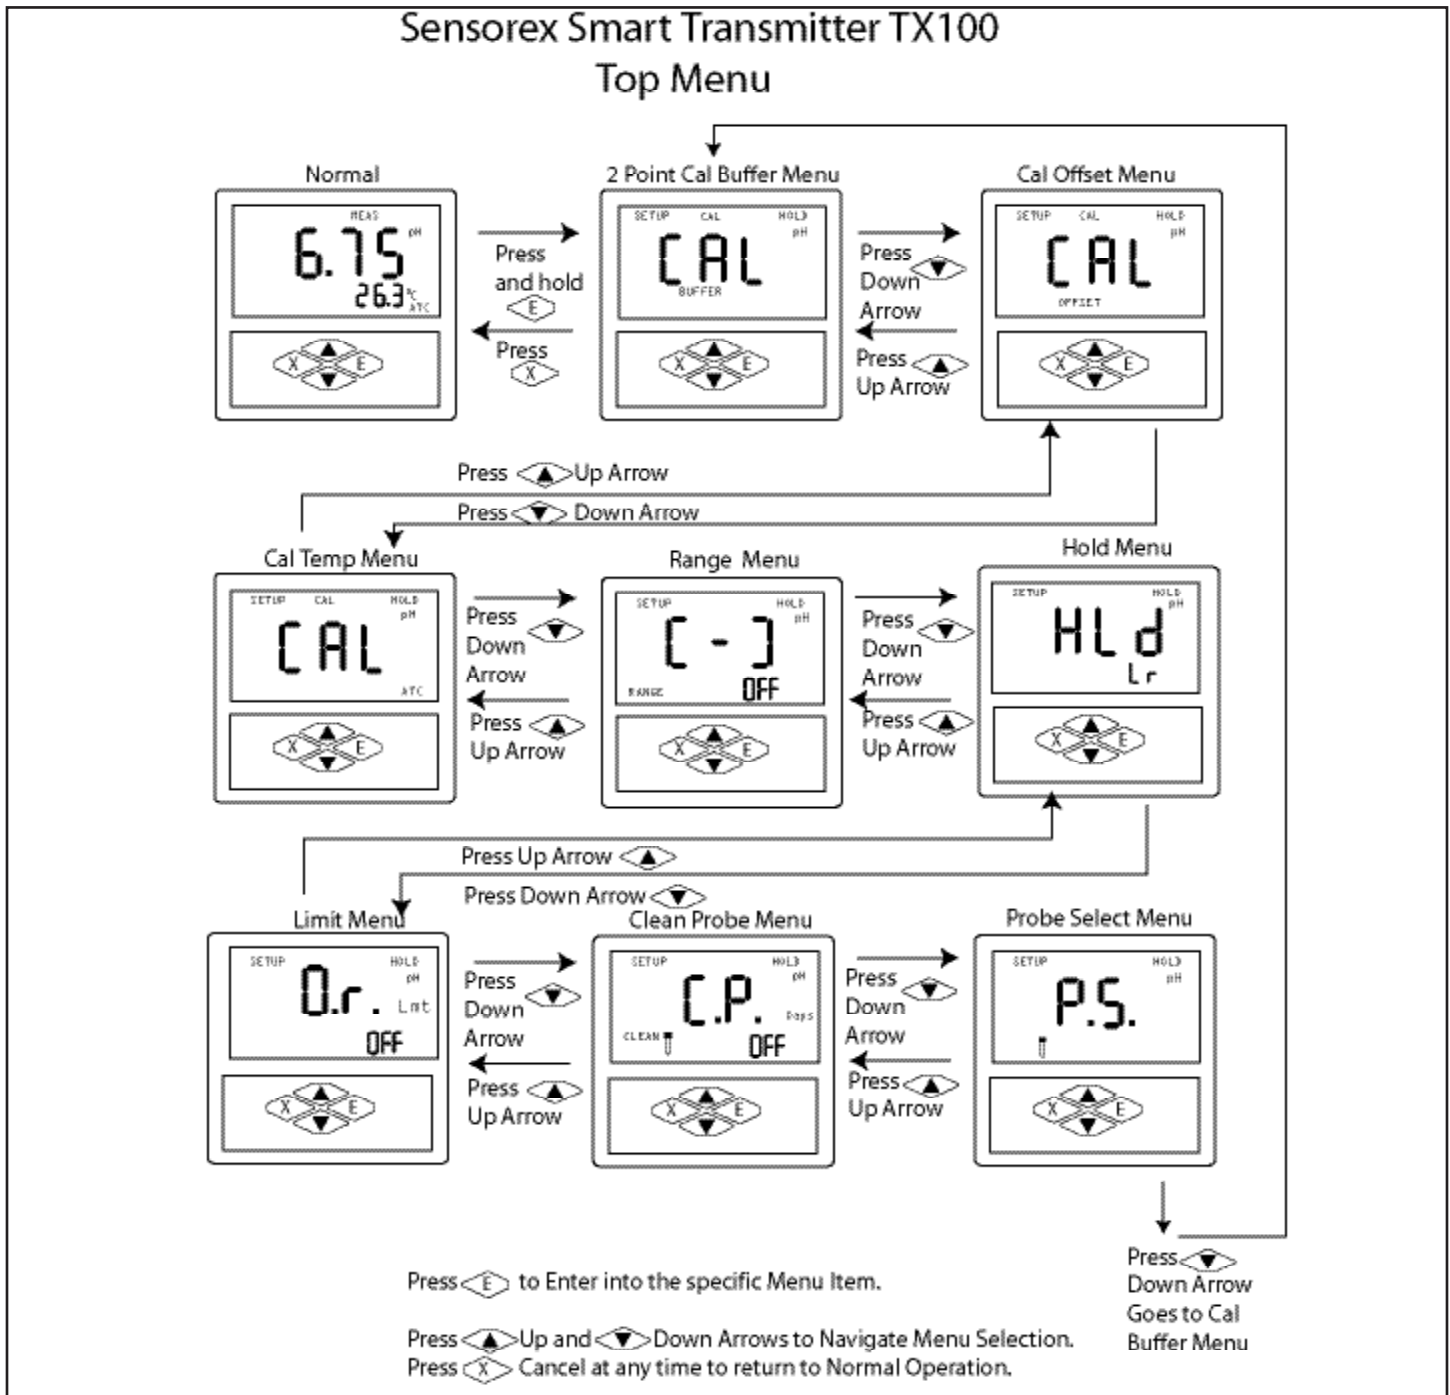 Sensorex Smart Transmitter TX100
Top Menu
Normal
MEAS
6.75 pH
26.3 °C
ATC
X E
Press
and hold
E
Press
X
2 Point Cal Buffer Menu
SETUP CAL HOLD
pH
CAL
BUFFER
X E
Press
Down
Arrow
Press
Up Arrow
Cal Offset Menu
SETUP CAL HOLD
pH
CAL
OFFSET
X E
Press Up Arrow
Press Down Arrow
Cal Temp Menu
SETUP CAL HOLD
pH
CAL
ATC
X E
Press
Down
Arrow
Press
Up Arrow
Range Menu
SETUP HOLD
pH
[-]
RANGE OFF
X E
Press
Down
Arrow
Press
Up Arrow
Hold Menu
SETUP HOLD
pH
HLd
Lr
X E
Press Up Arrow
Press Down Arrow
Limit Menu
SETUP HOLD
pH
O.r. Lmt
OFF
X E
Press
Down
Arrow
Press
Up Arrow
Clean Probe Menu
SETUP HOLD
pH
C.P. Days
CLEAN OFF
X E
Press
Down
Arrow
Press
Up Arrow
Probe Select Menu
SETUP HOLD
pH
P.S.
X E
Press
Down Arrow
Goes to Cal
Buffer Menu
Press E to Enter into the specific Menu Item.
Press Up and Down Arrows to Navigate Menu Selection.
Press X Cancel at any time to return to Normal Operation.